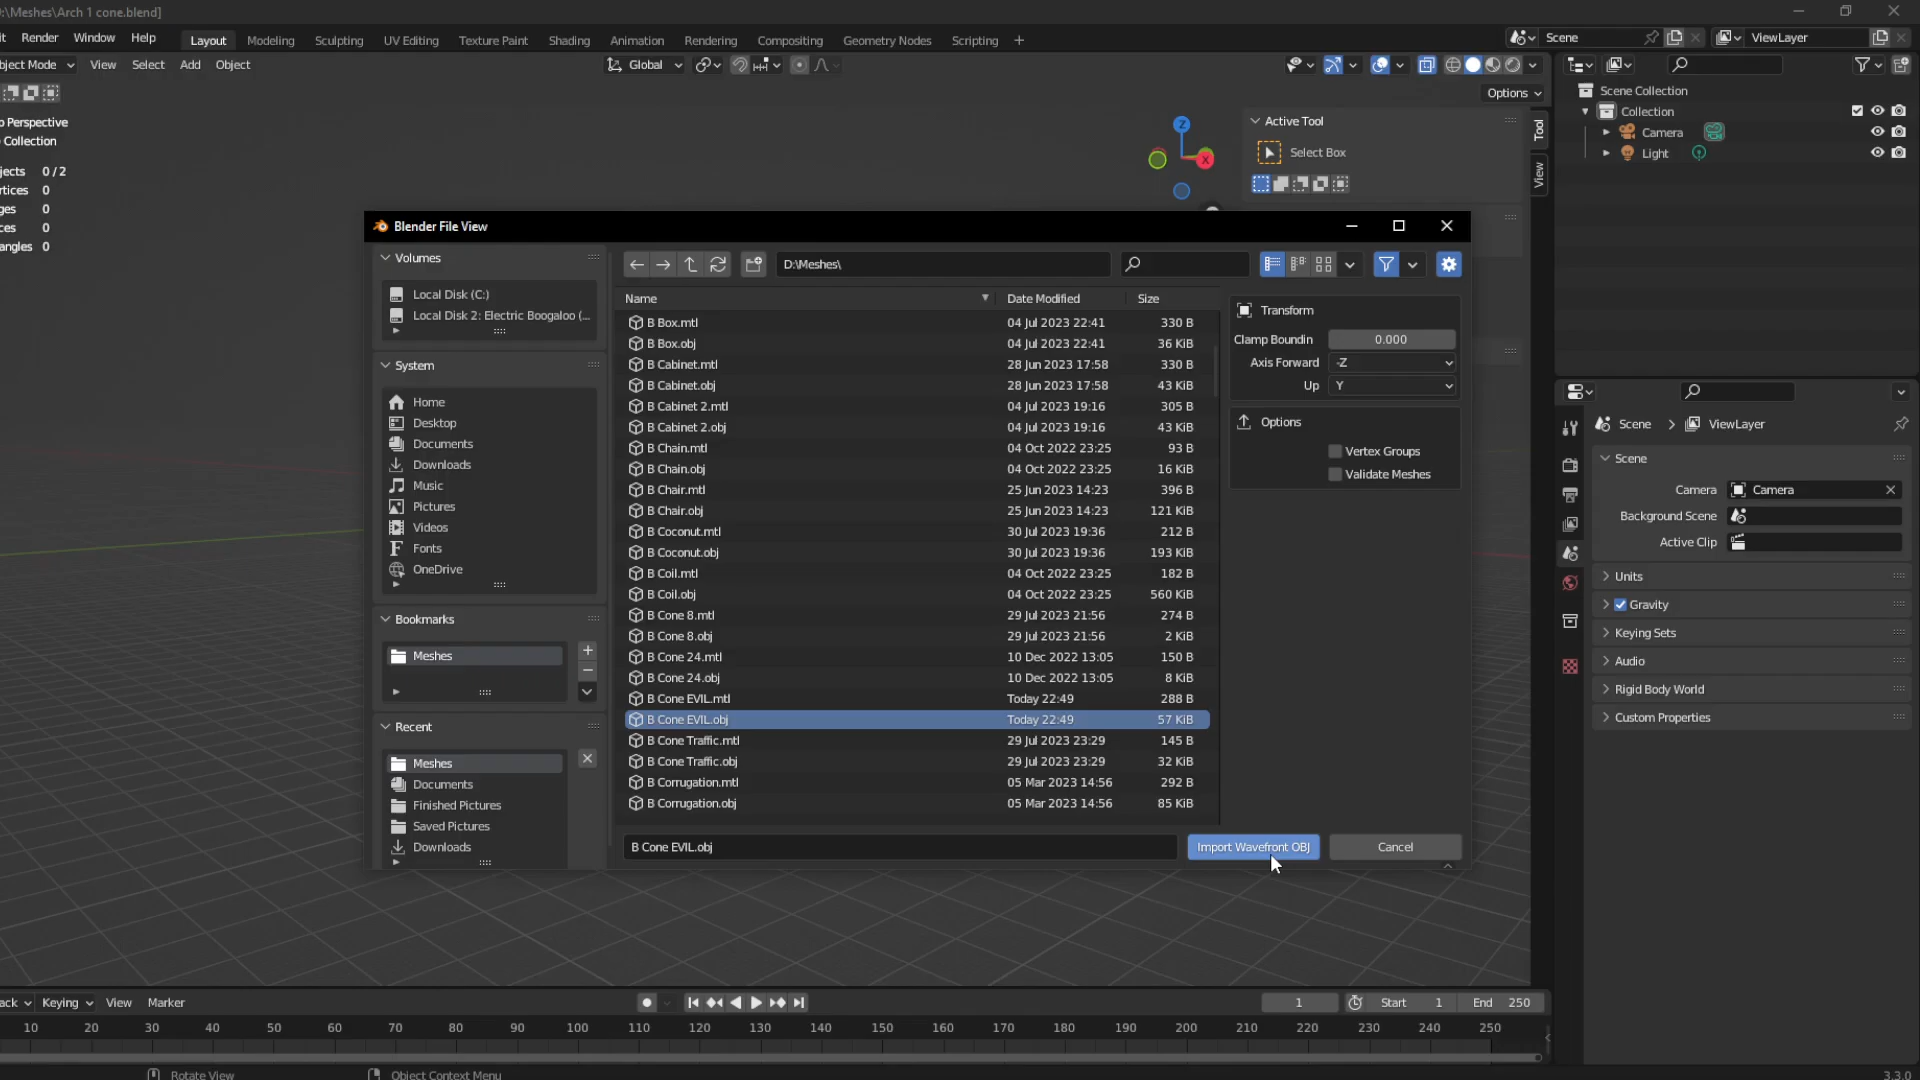 :\Meshes\Arch 1 cone.blend]
it Render Window Help Layout Modeling Sculpting UV Editing Texture Paint Shading Animation Rendering Compositing Geometry Nodes Scripting + Scene ViewLayer
bject Mode View Select Add Object Global
Options
p Perspective
Collection
jects 0/2
rtices 0
ges 0
ces 0
angles 0
Z
X
Active Tool
Select Box
Tool
View
Scene Collection
Collection
Camera
Light
Blender File View
Volumes
Local Disk (C:)
Local Disk 2: Electric Boogaloo (...
System
Home
Desktop
Documents
Downloads
Music
Pictures
Videos
Fonts
OneDrive
Bookmarks
Meshes
Recent
Meshes
Documents
Finished Pictures
Saved Pictures
Downloads
D:\Meshes\
Name Date Modified Size
B Box.mtl 04 Jul 2023 22:41 330 B
B Box.obj 04 Jul 2023 22:41 36 KiB
B Cabinet.mtl 28 Jun 2023 17:58 330 B
B Cabinet.obj 28 Jun 2023 17:58 43 KiB
B Cabinet 2.mtl 04 Jul 2023 19:16 305 B
B Cabinet 2.obj 04 Jul 2023 19:16 43 KiB
B Chain.mtl 04 Oct 2022 23:25 93 B
B Chain.obj 04 Oct 2022 23:25 16 KiB
B Chair.mtl 25 Jun 2023 14:23 396 B
B Chair.obj 25 Jun 2023 14:23 121 KiB
B Coconut.mtl 30 Jul 2023 19:36 212 B
B Coconut.obj 30 Jul 2023 19:36 193 KiB
B Coil.mtl 04 Oct 2022 23:25 182 B
B Coil.obj 04 Oct 2022 23:25 560 KiB
B Cone 8.mtl 29 Jul 2023 21:56 274 B
B Cone 8.obj 29 Jul 2023 21:56 2 KiB
B Cone 24.mtl 10 Dec 2022 13:05 150 B
B Cone 24.obj 10 Dec 2022 13:05 8 KiB
B Cone EVIL.mtl Today 22:49 288 B
B Cone EVIL.obj Today 22:49 57 KiB
B Cone Traffic.mtl 29 Jul 2023 23:29 145 B
B Cone Traffic.obj 29 Jul 2023 23:29 32 KiB
B Corrugation.mtl 05 Mar 2023 14:56 292 B
B Corrugation.obj 05 Mar 2023 14:56 85 KiB
B Cone EVIL.obj Import Wavefront OBJ Cancel
Transform
Clamp Boundin 0.000
Axis Forward -Z
Up Y
Options
Vertex Groups
Validate Meshes
Scene > ViewLayer
Scene
Camera Camera
Background Scene
Active Clip
Units
Gravity
Keying Sets
Audio
Rigid Body World
Custom Properties
ack Keying View Marker 1 Start 1 End 250
10 20 30 40 50 60 70 80 90 100 110 120 130 140 150 160 170 180 190 200 210 220 230 240 250
Rotate View Object Context Menu 3.3.0